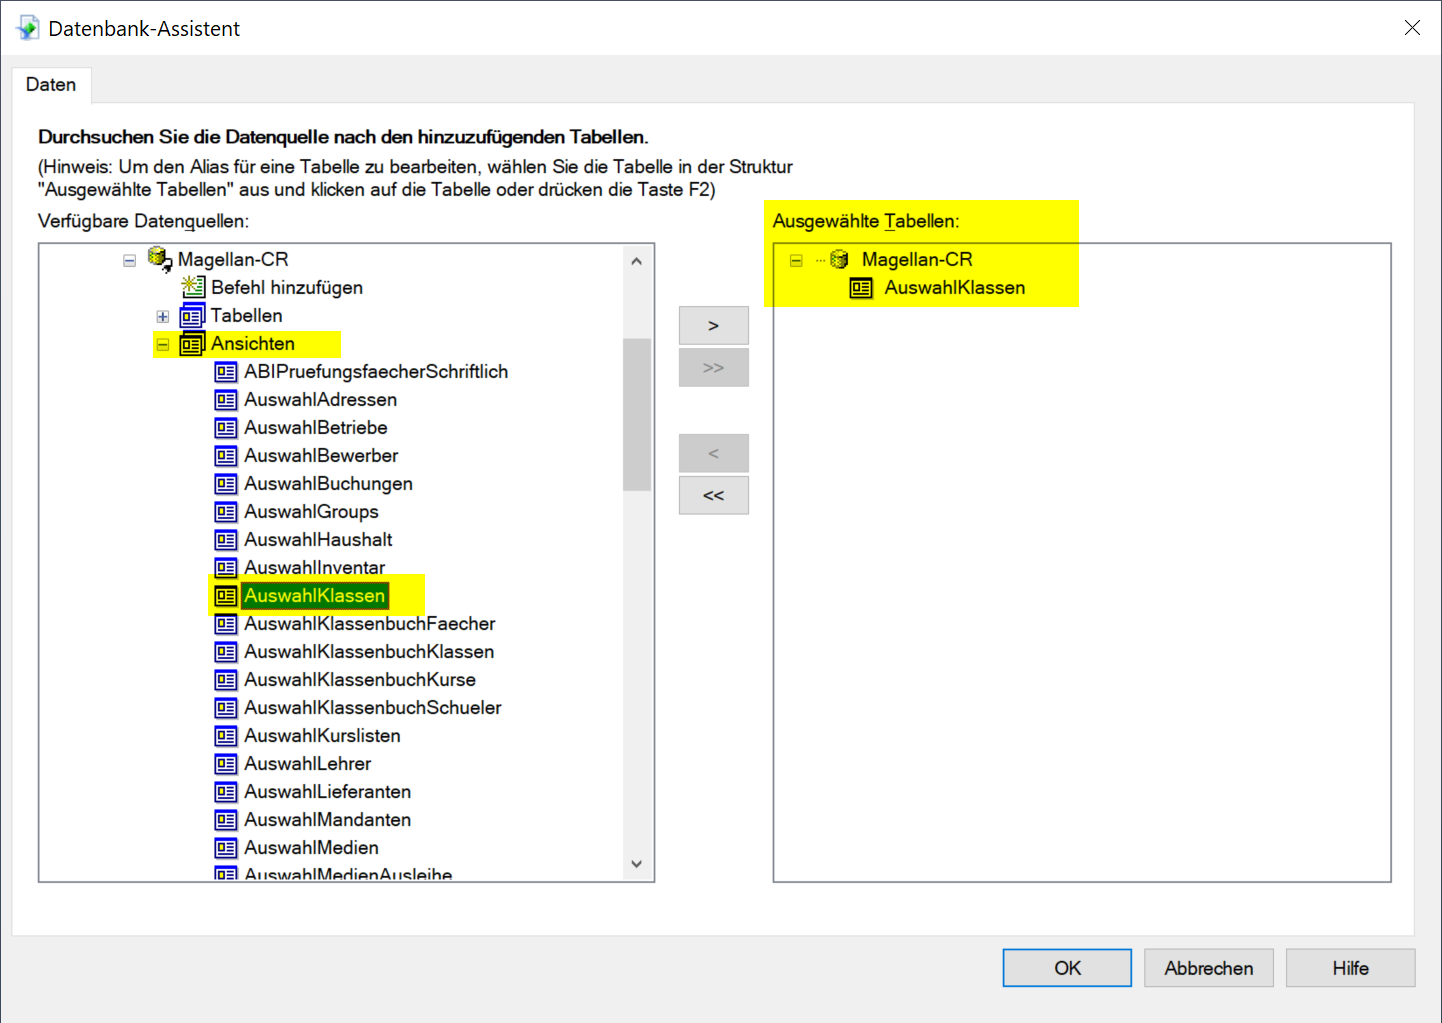 Datenbank-Assistent
Daten
Durchsuchen Sie die Datenquelle nach den hinzuzufügenden Tabellen.
(Hinweis: Um den Alias für eine Tabelle zu bearbeiten, wählen Sie die Tabelle in der Struktur
"Ausgewählte Tabellen" aus und klicken auf die Tabelle oder drücken die Taste F2)
Verfügbare Datenquellen:
Magellan-CR
Befehl hinzufügen
Tabellen
Ansichten
ABIPruefungsfaecherSchriftlich
AuswahlAdressen
AuswahlBetriebe
AuswahlBewerber
AuswahlBuchungen
AuswahlGroups
AuswahlHaushalt
AuswahlInventar
AuswahlKlassen
AuswahlKlassenbuchFaecher
AuswahlKlassenbuchKlassen
AuswahlKlassenbuchKurse
AuswahlKlassenbuchSchueler
AuswahlKurslisten
AuswahlLehrer
AuswahlLieferanten
AuswahlMandanten
AuswahlMedien
AuswahlMedienAusleihe
>
>>
<
<<
Ausgewählte Tabellen:
Magellan-CR
AuswahlKlassen
OK
Abbrechen
Hilfe